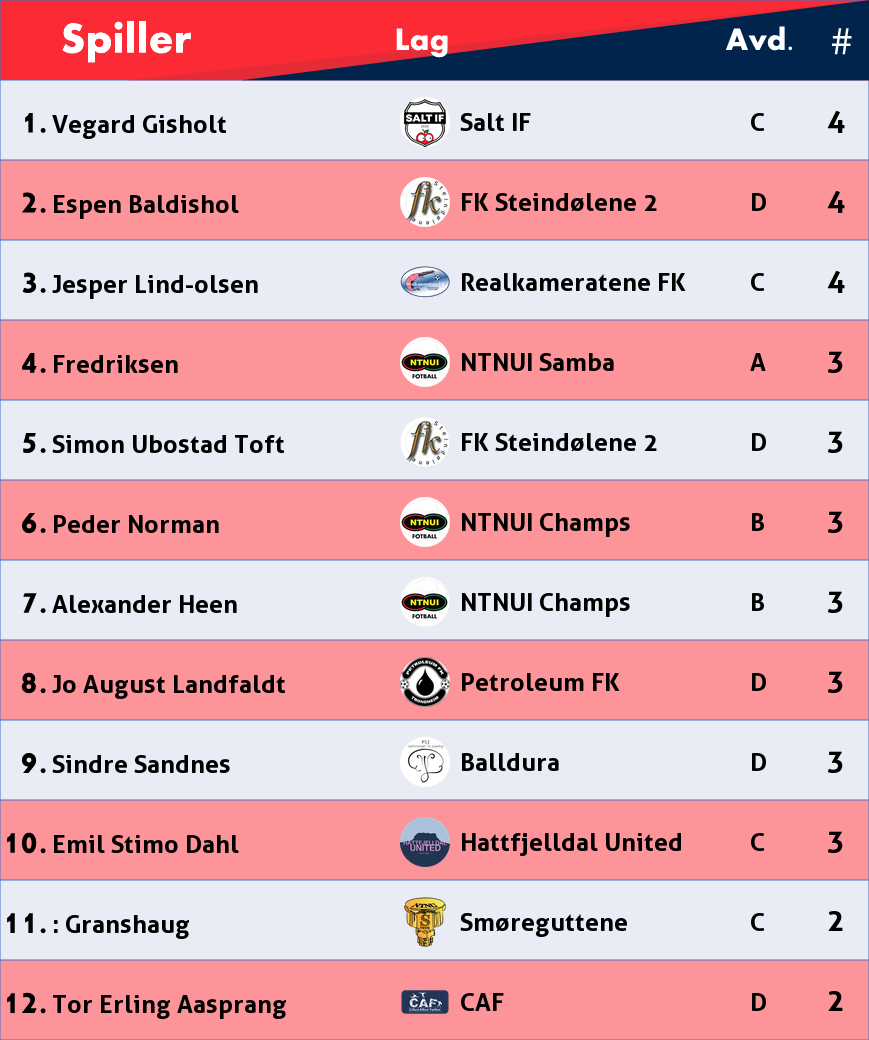 Spiller Lag Avd. #
1. Vegard Gisholt SALT IF Salt IF C 4
2. Espen Baldishol fk Steindølene FK Steindølene 2 D 4
3. Jesper Lind-olsen Realkameratene FK C 4
4. Fredriksen NTNUI FOTBALL NTNUI Samba A 3
5. Simon Ubostad Toft fk Steindølene FK Steindølene 2 D 3
6. Peder Norman NTNUI FOTBALL NTNUI Champs B 3
7. Alexander Heen NTNUI FOTBALL NTNUI Champs B 3
8. Jo August Landfaldt PETROLEUM FK TRONDHEIM Petroleum FK D 3
9. Sindre Sandnes PSI Balldura D 3
10. Emil Stimo Dahl HATTFJELLDAL UNITED Hattfjelldal United C 3
11. : Granshaug NTNU S Smøreguttene C 2
12. Tor Erling Aasprang CAF CAF D 2